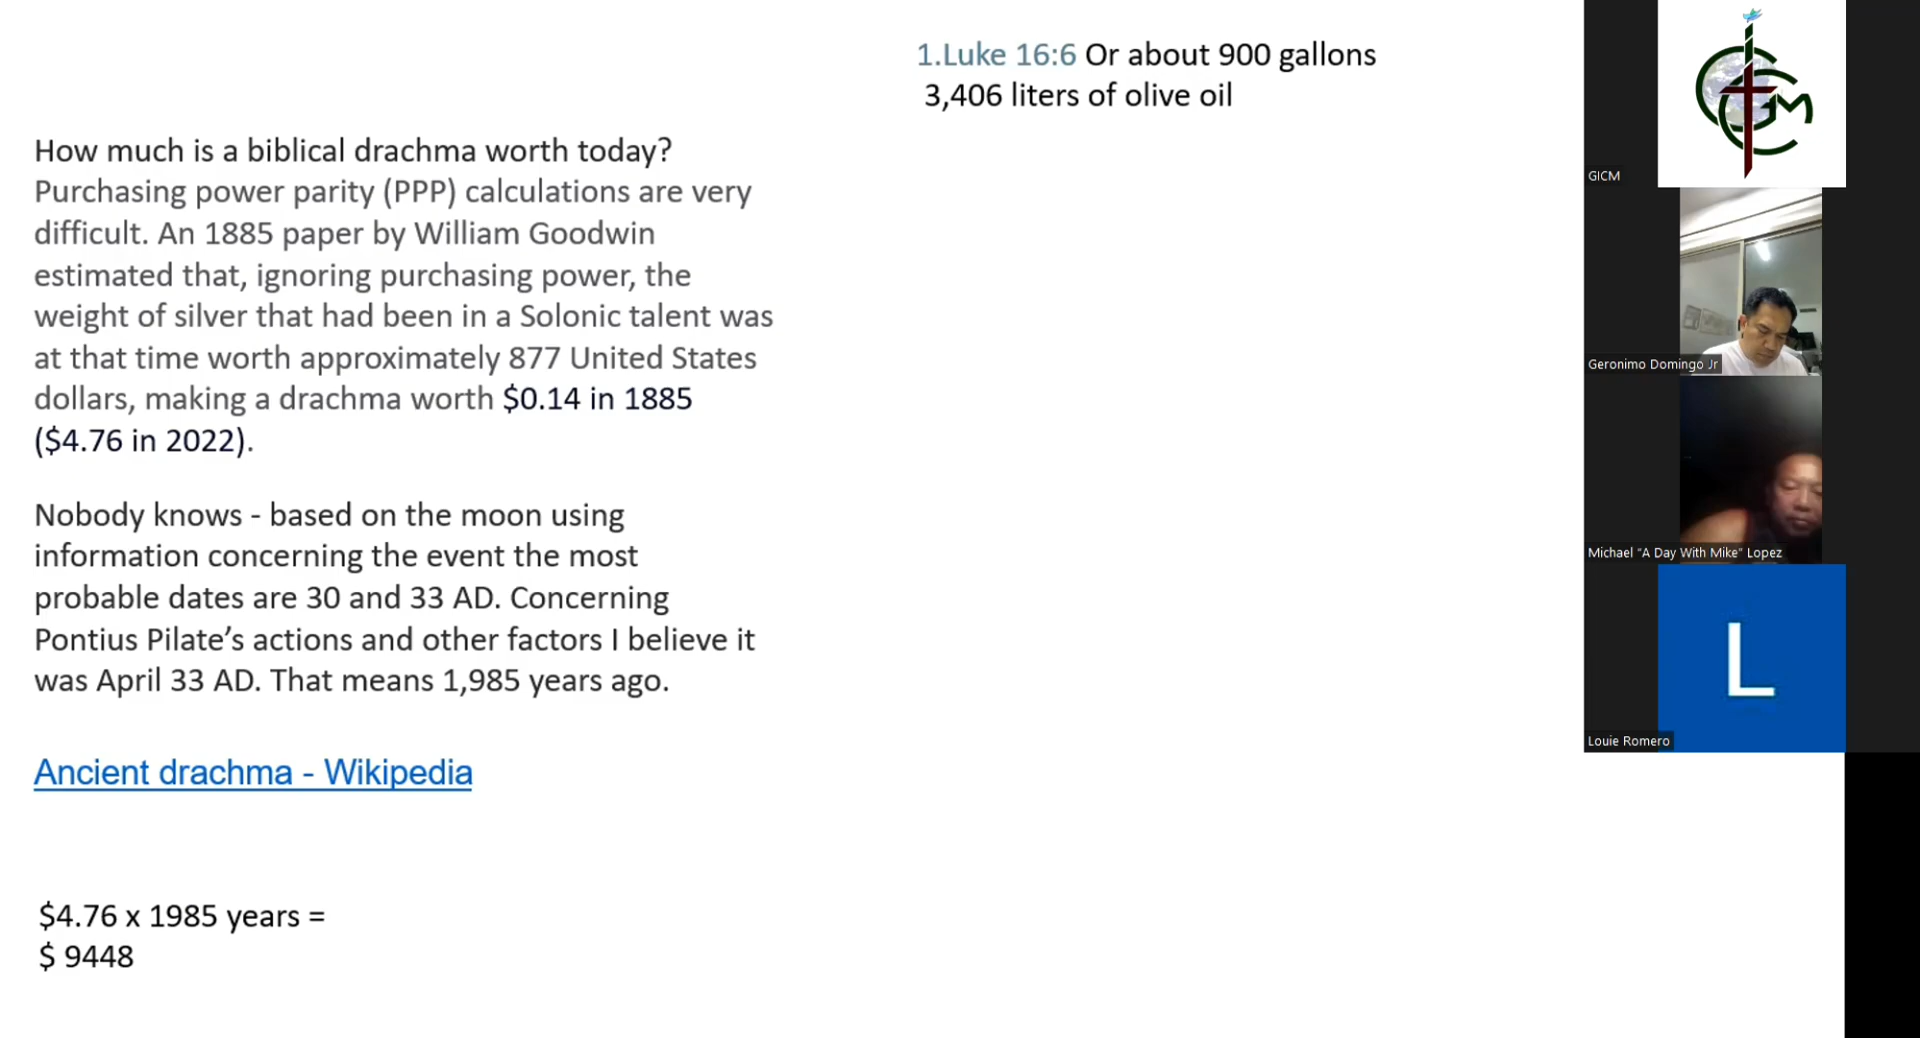 1.Luke 16:6 Or about 900 gallons
3,406 liters of olive oil
How much is a biblical drachma worth today?
Purchasing power parity (PPP) calculations are very
difficult. An 1885 paper by William Goodwin
estimated that, ignoring purchasing power, the
weight of silver that had been in a Solonic talent was
at that time worth approximately 877 United States
dollars, making a drachma worth $0.14 in 1885
($4.76 in 2022).
Nobody knows - based on the moon using
information concerning the event the most
probable dates are 30 and 33 AD. Concerning
Pontius Pilate’s actions and other factors I believe it
was April 33 AD. That means 1,985 years ago.
Ancient drachma - Wikipedia
$4.76 x 1985 years =
$ 9448
GICM
GICM
Geronimo Domingo Jr
Michael "A Day With Mike" Lopez
L
Louie Romero